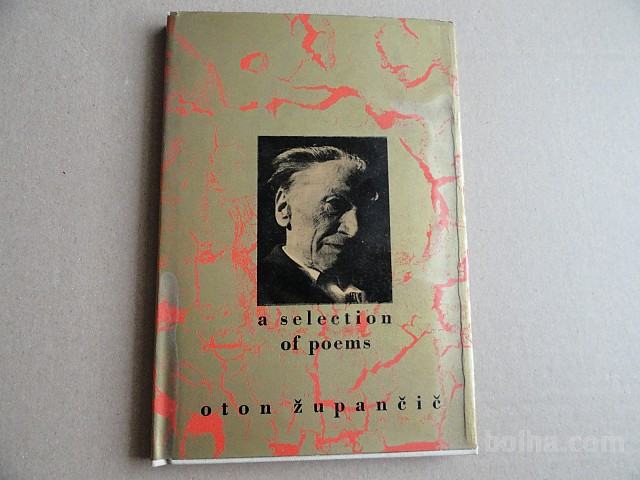 a selection
of poems
oton župančič
bolha.com